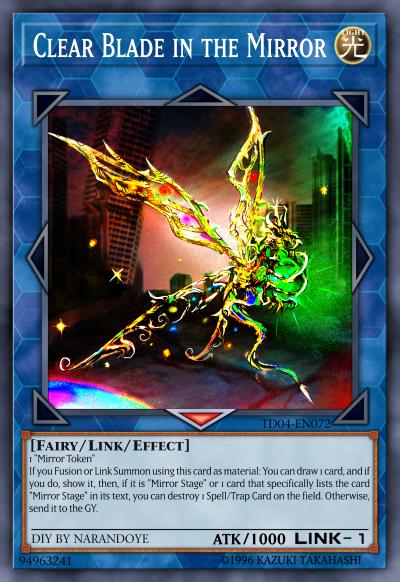 CLEAR BLADE IN THE MIRROR
LIGHT
光
TD04-EN072
[FAIRY/LINK/EFFECT]
1 "Mirror Token"
If you Fusion or Link Summon using this card as material: You can draw 1 card, and if
you do, show it, then, if it is "Mirror Stage" or 1 card that specifically lists the card
"Mirror Stage" in its text, you can destroy 1 Spell/Trap Card on the field. Otherwise,
send it to the GY.
ATK/1000 LINK-1
DIY BY NARANDOYE
94963241
©1996 KAZUKI TAKAHASHI